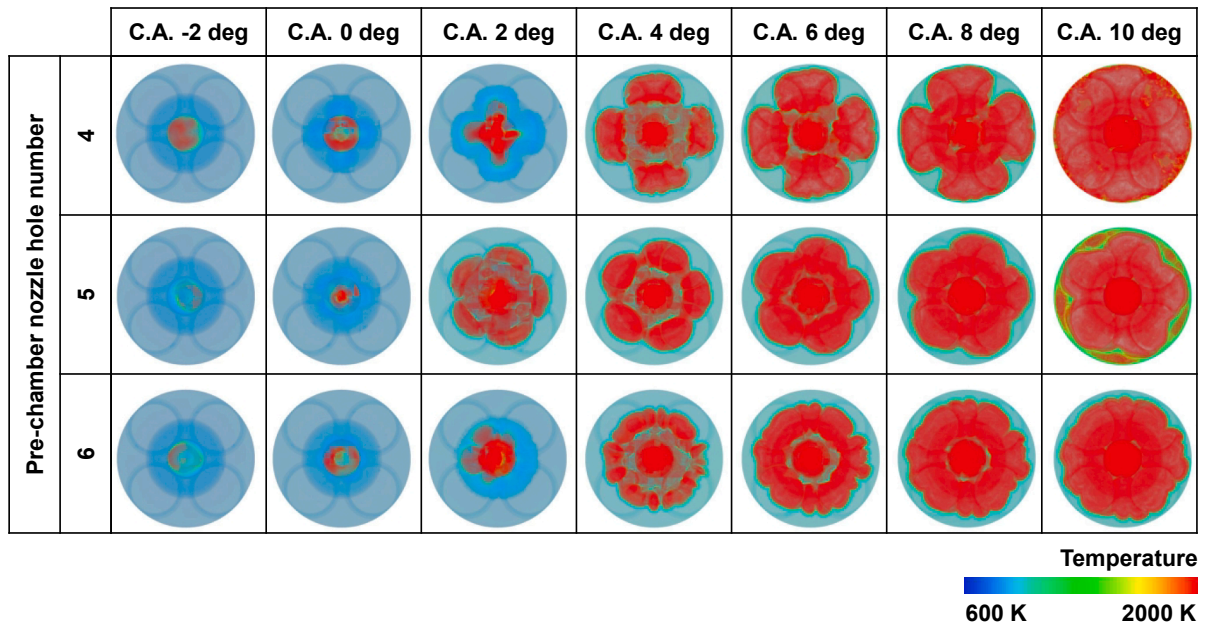 C.A. -2 deg C.A. 0 deg C.A. 2 deg C.A. 4 deg C.A. 6 deg C.A. 8 deg C.A. 10 deg
Pre-chamber nozzle hole number
4
5
6
Temperature
600 K 2000 K